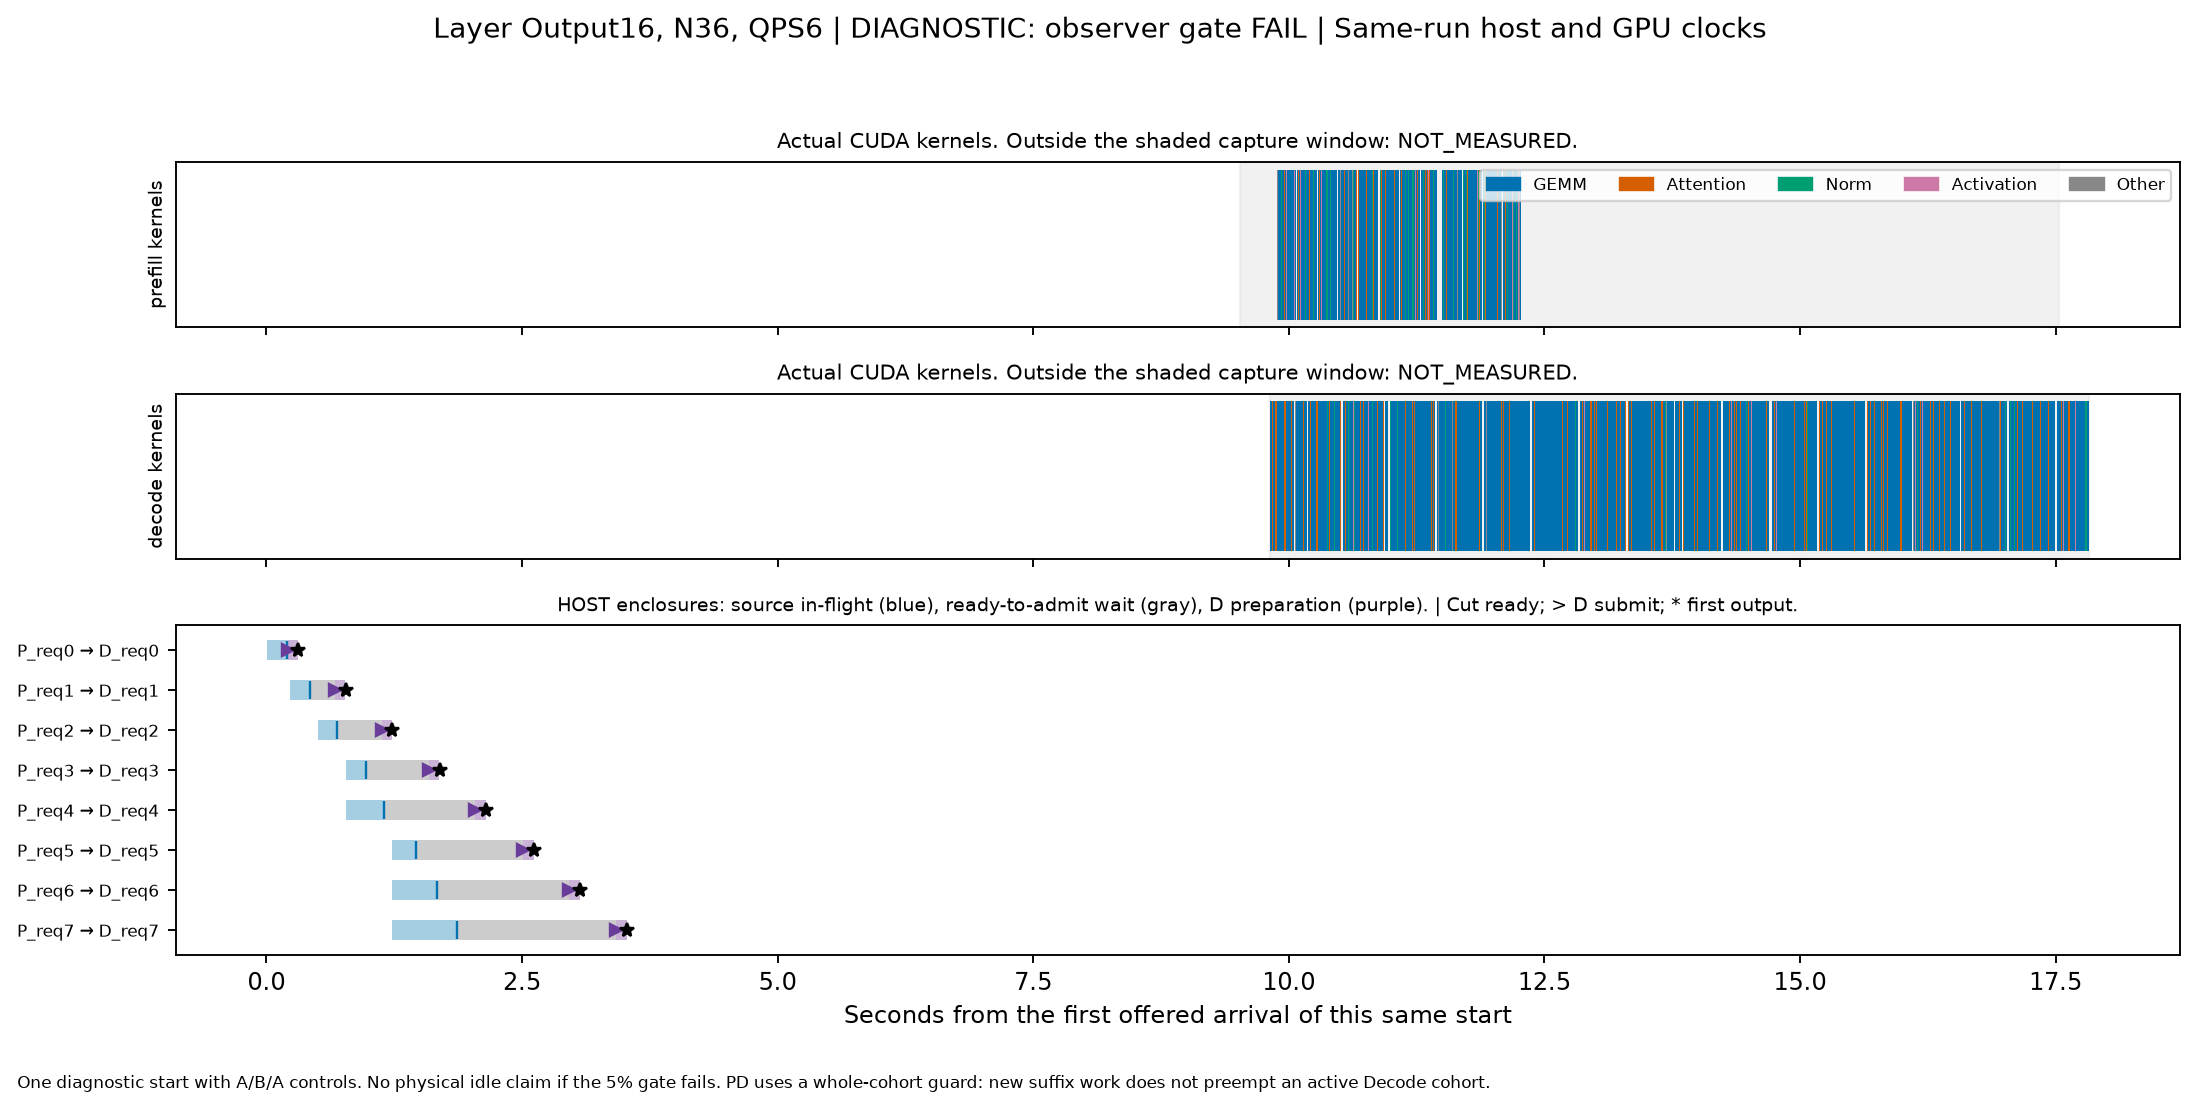 Layer Output16, N36, QPS6 | DIAGNOSTIC: observer gate FAIL | Same-run host and GPU clocks
Actual CUDA kernels. Outside the shaded capture window: NOT_MEASURED.
prefill kernels
GEMM Attention Norm Activation Other
Actual CUDA kernels. Outside the shaded capture window: NOT_MEASURED.
decode kernels
HOST enclosures: source in-flight (blue), ready-to-admit wait (gray), D preparation (purple). | Cut ready; > D submit; * first output.
P_req0 → D_req0
P_req1 → D_req1
P_req2 → D_req2
P_req3 → D_req3
P_req4 → D_req4
P_req5 → D_req5
P_req6 → D_req6
P_req7 → D_req7
0.0 2.5 5.0 7.5 10.0 12.5 15.0 17.5
Seconds from the first offered arrival of this same start
One diagnostic start with A/B/A controls. No physical idle claim if the 5% gate fails. PD uses a whole-cohort guard: new suffix work does not preempt an active Decode cohort.